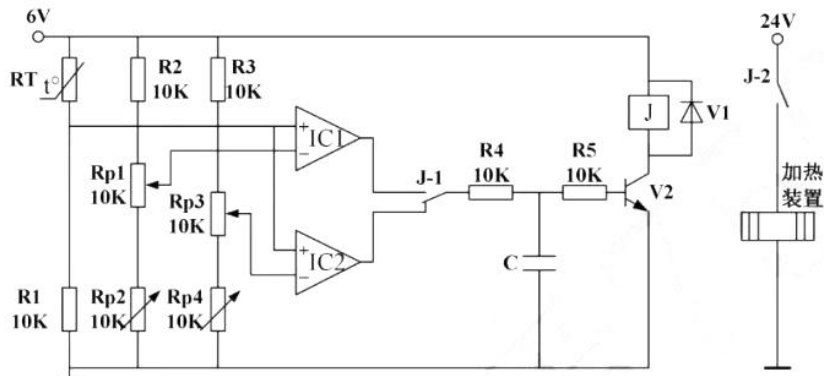 6V
24V
RT
t°
R2
10K
R3
10K
J-2
J
V1
+
IC1
−
Rp1
10K
J-1
R4
10K
R5
10K
V2
加热
装置
Rp3
10K
+
IC2
−
C
R1
10K
Rp2
10K
Rp4
10K